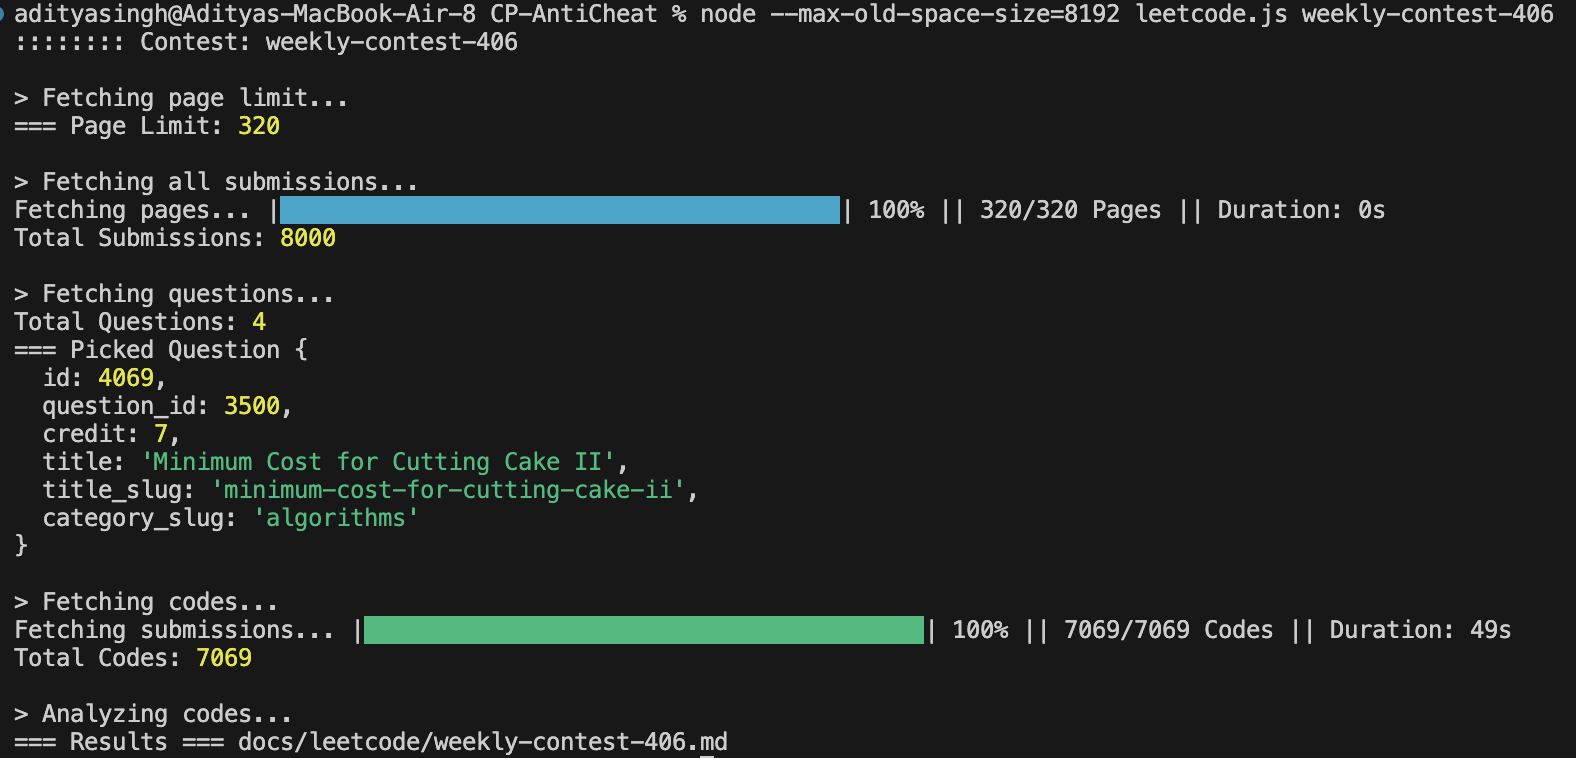 adityasingh@Adityas-MacBook-Air-8 CP-AntiCheat % node --max-old-space-size=8192 leetcode.js weekly-contest-406
:::::::: Contest: weekly-contest-406
> Fetching page limit...
=== Page Limit: 320
> Fetching all submissions...
Fetching pages... || 100% || 320/320 Pages || Duration: 0s
Total Submissions: 8000
> Fetching questions...
Total Questions: 4
=== Picked Question {
  id: 4069,
  question_id: 3500,
  credit: 7,
  title: 'Minimum Cost for Cutting Cake II',
  title_slug: 'minimum-cost-for-cutting-cake-ii',
  category_slug: 'algorithms'
}
> Fetching codes...
Fetching submissions... || 100% || 7069/7069 Codes || Duration: 49s
Total Codes: 7069
> Analyzing codes...
=== Results === docs/leetcode/weekly-contest-406.md